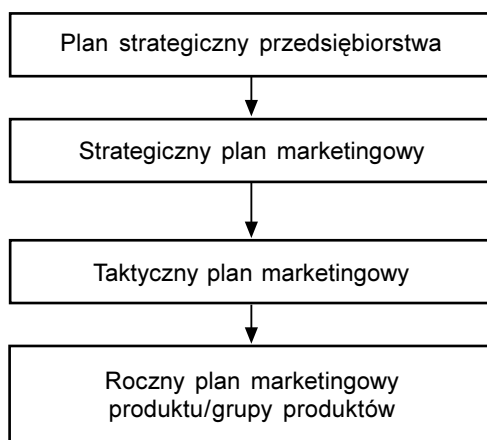 Plan strategiczny przedsiębiorstwa
Strategiczny plan marketingowy
Taktyczny plan marketingowy
Roczny plan marketingowy
produktu/grupy produktów